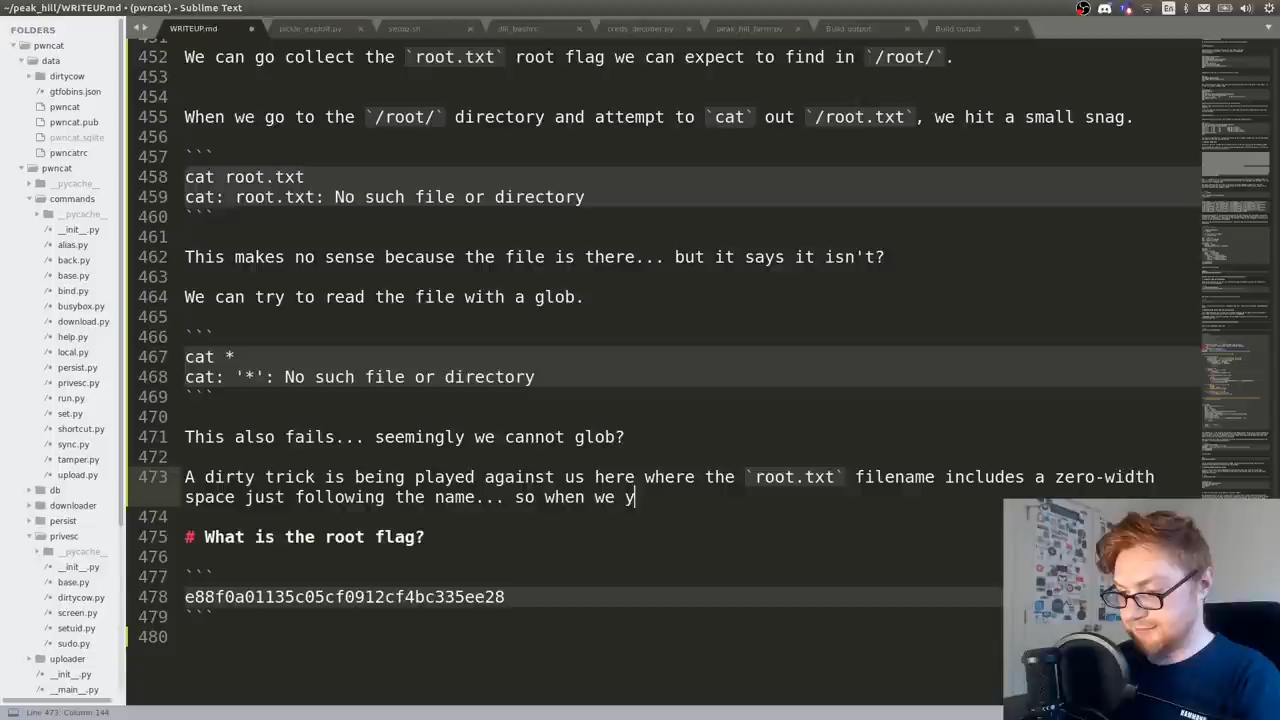 ~/peak_hill/WRITEUP.md • (pwncat) - Sublime Text
En
FOLDERS
pwncat
data
dirtycow
gtfobins.json
pwncat
pwncat.pub
pwncat.sqlite
pwncatrc
pwncat
__pycache__
commands
__pycache__
__init__.py
alias.py
back.py
base.py
bind.py
busybox.py
download.py
help.py
local.py
persist.py
privesc.py
run.py
set.py
shortcut.py
sync.py
tamper.py
upload.py
db
downloader
persist
privesc
__pycache__
__init__.py
base.py
dirtycow.py
screen.py
setuid.py
sudo.py
uploader
__init__.py
__main__.py
WRITEUP.md
pickle_exploit.py
setup.sh
dill_bashrc
creds_decoder.py
peak_hill_farm.py
Build output
Build output
451
452 We can go collect the `root.txt` root flag we can expect to find in `/root/`.
453
454
455 When we go to the `/root/` directory and attempt to `cat` out `/root.txt`, we hit a small snag.
456
457 ```
458 cat root.txt
459 cat: root.txt: No such file or directory
460 ```
461
462 This makes no sense because the file is there... but it says it isn't?
463
464 We can try to read the file with a glob.
465
466 ```
467 cat *
468 cat: '*': No such file or directory
469 ```
470
471 This also fails... seemingly we cannot glob?
472
473 A dirty trick is being played against us here where the `root.txt` filename includes a zero-width
space just following the name... so when we y
474
475 # What is the root flag?
476
477 ```
478 e88f0a01135c05cf0912cf4bc335ee28
479 ```
480
Line 473; Column 144